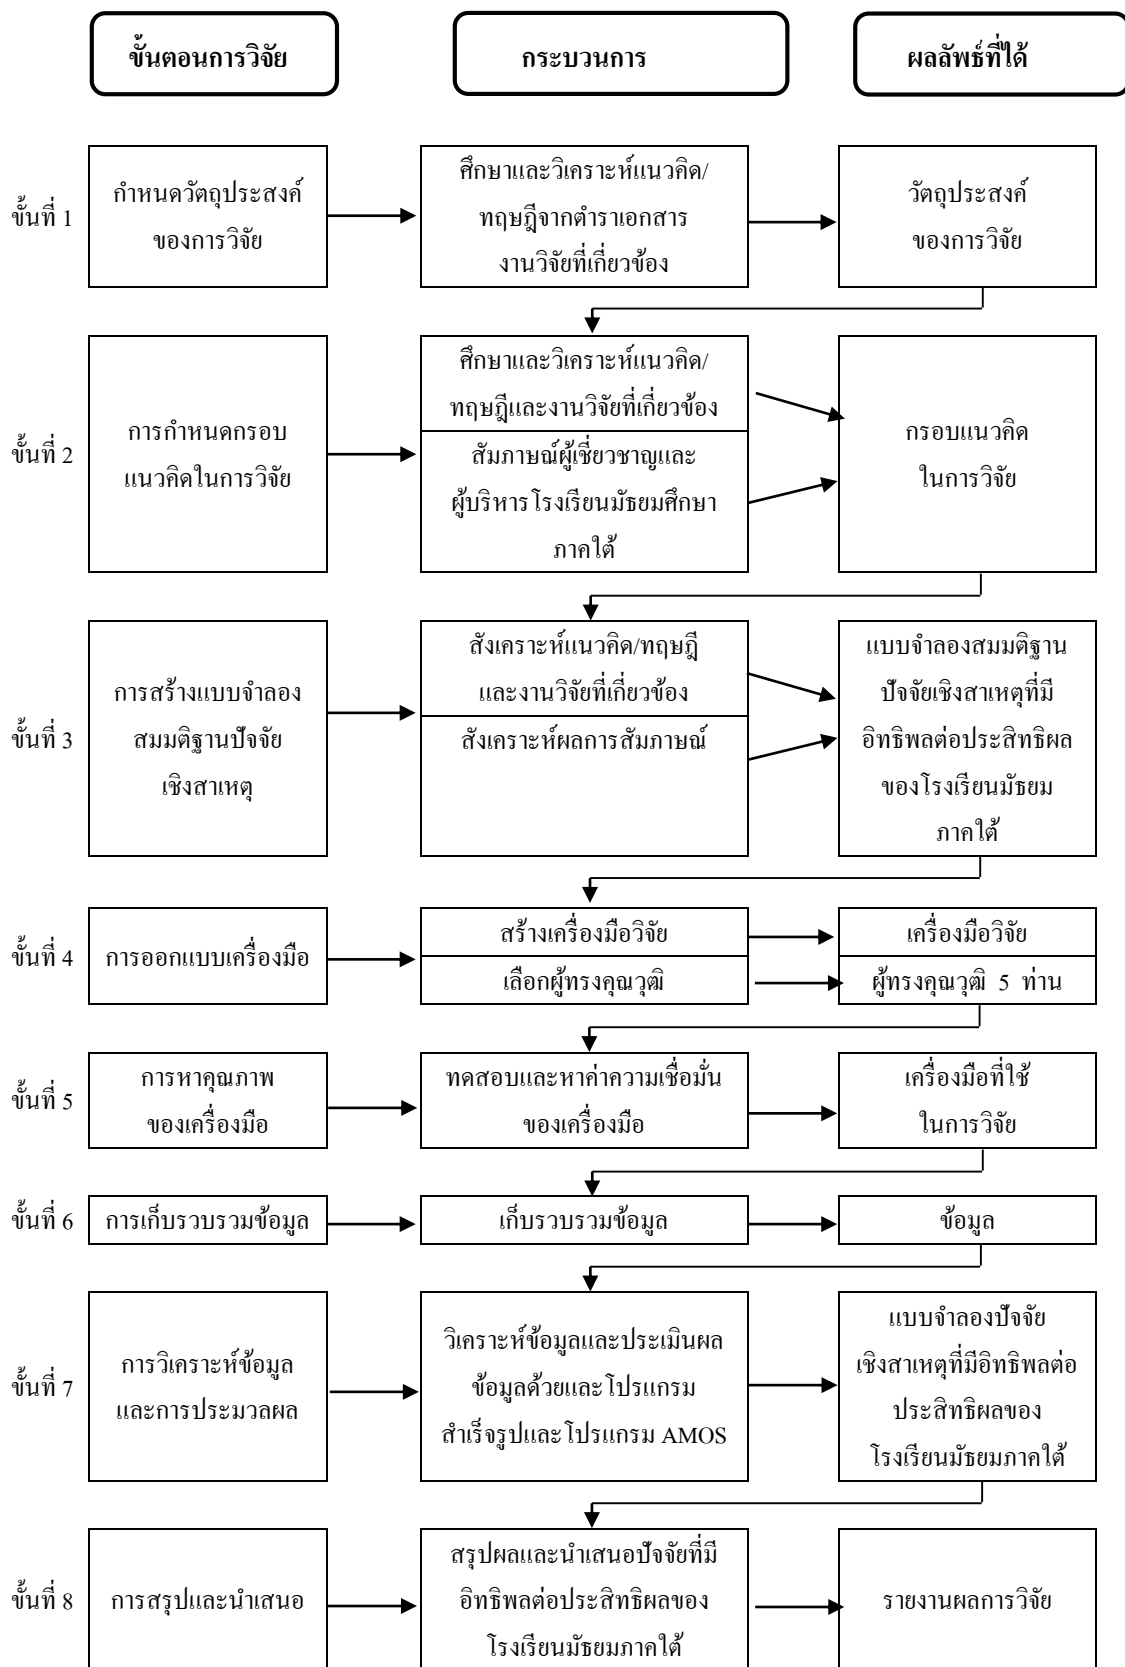 ขั้นตอนการวิจัย
กระบวนการ
ผลลัพธ์ที่ได้
ขั้นที่ 1
กำหนดวัตถุประสงค์
ของการวิจัย
ศึกษาและวิเคราะห์แนวคิด/
ทฤษฎีจากตำราเอกสาร
งานวิจัยที่เกี่ยวข้อง
วัตถุประสงค์
ของการวิจัย
ขั้นที่ 2
การกำหนดกรอบ
แนวคิดในการวิจัย
ศึกษาและวิเคราะห์แนวคิด/
ทฤษฎีและงานวิจัยที่เกี่ยวข้อง
สัมภาษณ์ผู้เชี่ยวชาญและ
ผู้บริหารโรงเรียนมัธยมศึกษา
ภาคใต้
กรอบแนวคิด
ในการวิจัย
ขั้นที่ 3
การสร้างแบบจำลอง
สมมติฐานปัจจัย
เชิงสาเหตุ
สังเคราะห์แนวคิด/ทฤษฎี
และงานวิจัยที่เกี่ยวข้อง
สังเคราะห์ผลการสัมภาษณ์
แบบจำลองสมมติฐาน
ปัจจัยเชิงสาเหตุที่มี
อิทธิพลต่อประสิทธิผล
ของโรงเรียนมัธยม
ภาคใต้
ขั้นที่ 4
การออกแบบเครื่องมือ
สร้างเครื่องมือวิจัย
เลือกผู้ทรงคุณวุฒิ
เครื่องมือวิจัย
ผู้ทรงคุณวุฒิ 5 ท่าน
ขั้นที่ 5
การหาคุณภาพ
ของเครื่องมือ
ทดสอบและหาค่าความเชื่อมั่น
ของเครื่องมือ
เครื่องมือที่ใช้
ในการวิจัย
ขั้นที่ 6
การเก็บรวบรวมข้อมูล
เก็บรวบรวมข้อมูล
ข้อมูล
ขั้นที่ 7
การวิเคราะห์ข้อมูล
และการประมวลผล
วิเคราะห์ข้อมูลและประเมินผล
ข้อมูลด้วยและโปรแกรม
สำเร็จรูปและโปรแกรม AMOS
แบบจำลองปัจจัย
เชิงสาเหตุที่มีอิทธิพลต่อ
ประสิทธิผลของ
โรงเรียนมัธยมภาคใต้
ขั้นที่ 8
การสรุปและนำเสนอ
สรุปผลและนำเสนอปัจจัยที่มี
อิทธิพลต่อประสิทธิผลของ
โรงเรียนมัธยมภาคใต้
รายงานผลการวิจัย